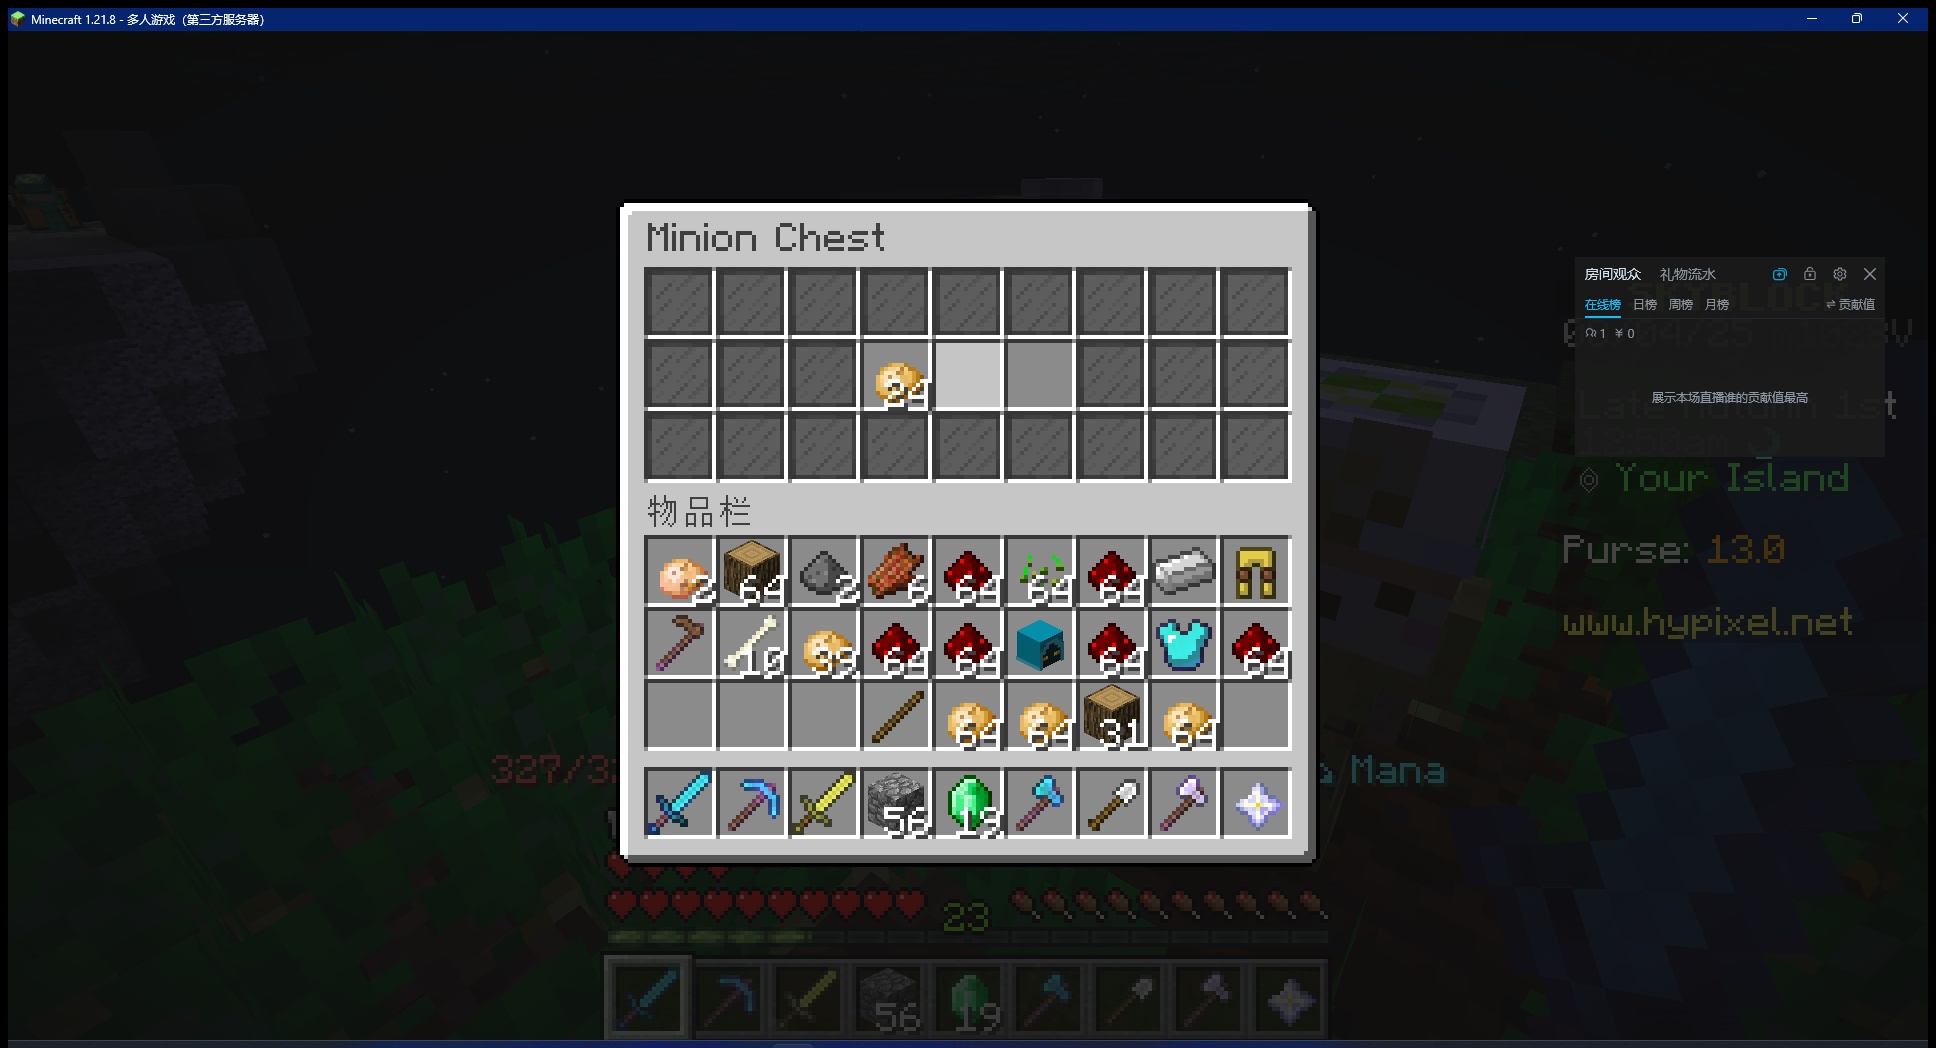 Minecraft 1.21.8 - 多人游戏（第三方服务器）
Minion Chest
房间观众 礼物流水
在线榜 日榜 周榜 月榜 ⇌ 贡献值
1 ¥ 0
展示本场直播谁的贡献值最高
Your Island
Purse: 13.0
www.hypixel.net
物品栏
2 64 2 6 64 64 64
10 64 64 64 64
64 64 31 64
56 19
327/3
Mana
23
56 19